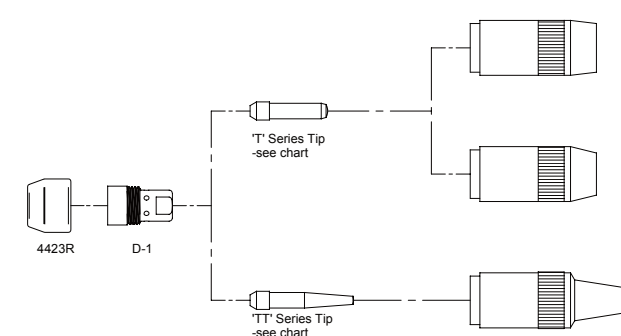 'T' Series Tip
-see chart
4423R
D-1
'TT' Series Tip
-see chart